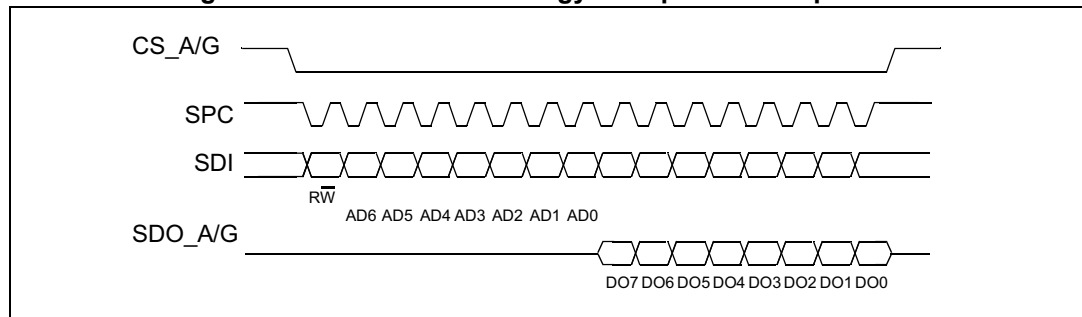 CS_A/G
SPC
SDI
RW
AD6 AD5 AD4 AD3 AD2 AD1 AD0
SDO_A/G
DO7 DO6 DO5 DO4 DO3 DO2 DO1 DO0